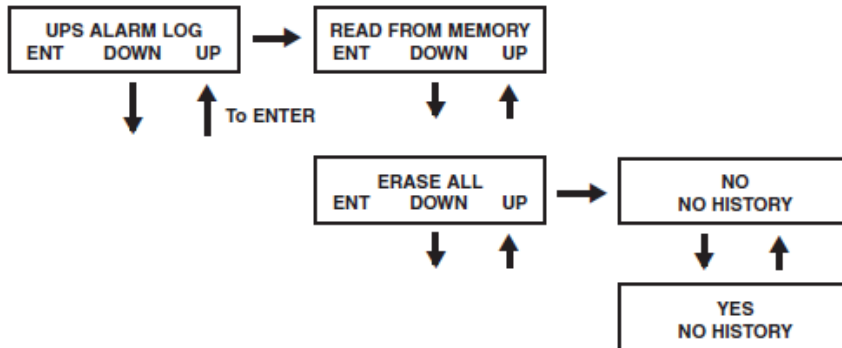 UPS ALARM LOG
ENT DOWN UP
READ FROM MEMORY
ENT DOWN UP
To ENTER
ERASE ALL
ENT DOWN UP
NO
NO HISTORY
YES
NO HISTORY